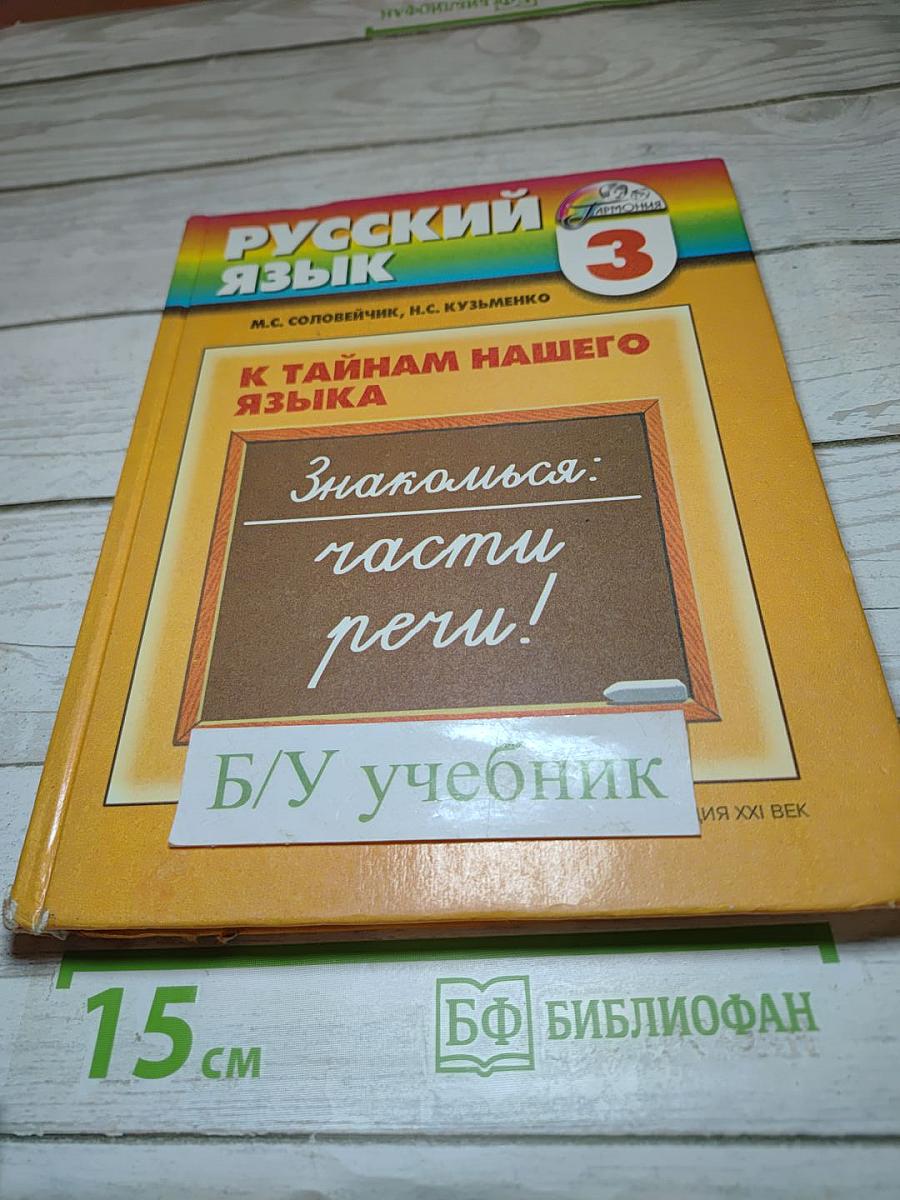 БИБЛИОФАН
РУССКИЙ
ЯЗЫК
ГАРМОНИЯ
3
М.С. СОЛОВЕЙЧИК, Н.С. КУЗЬМЕНКО
К ТАЙНАМ НАШЕГО
ЯЗЫКА
Знакомься:
части
речи!
Б/У учебник
XXI ВЕК
15 см
БФ БИБЛИОФАН